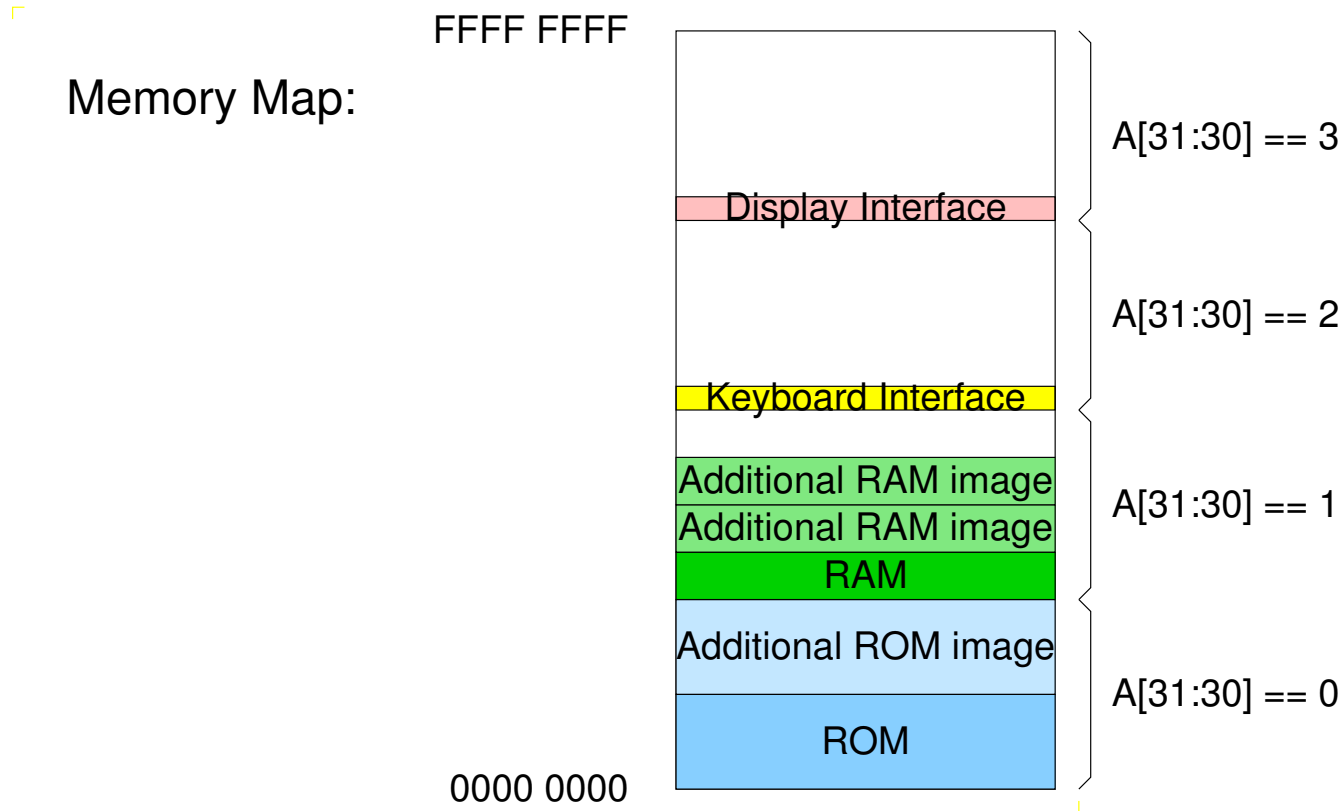 FFFF FFFF
Memory Map:
A[31:30] == 3
Display Interface
A[31:30] == 2
Keyboard Interface
Additional RAM image
A[31:30] == 1
Additional RAM image
RAM
Additional ROM image
A[31:30] == 0
ROM
0000 0000